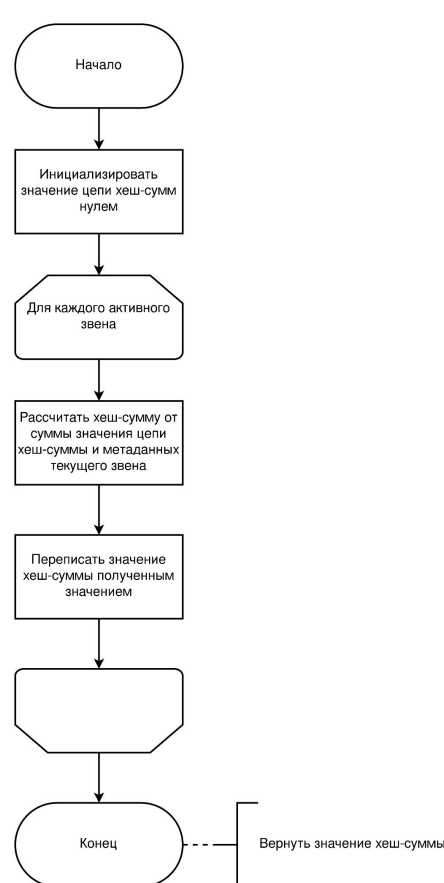 Начало
Инициализировать
значение цепи хеш-сумм
нулем
Для каждого активного
звена
Рассчитать хеш-сумму от
суммы значения цепи
хеш-суммы и метаданных
текущего звена
Переписать значение
хеш-суммы полученным
значением
Конец
Вернуть значение хеш-суммы